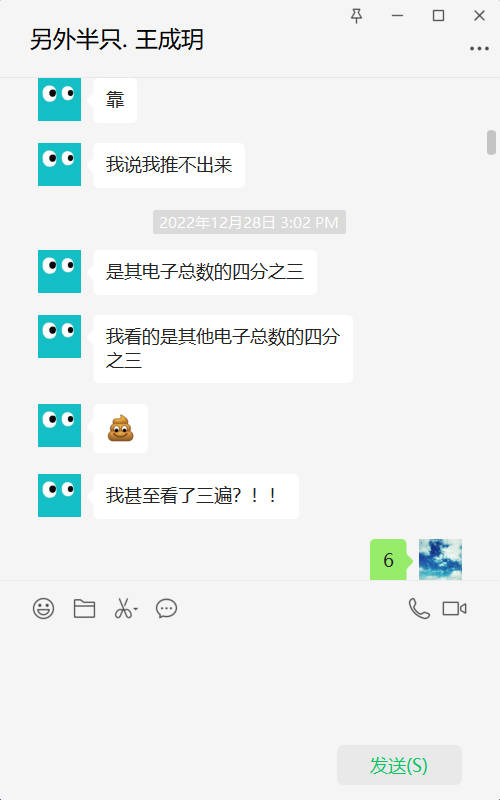 另外半只. 王成玥
靠
我说我推不出来
2022年12月28日 3:02 PM
是其电子总数的四分之三
我看的是其他电子总数的四分
之三
我甚至看了三遍？！！
6
发送(S)